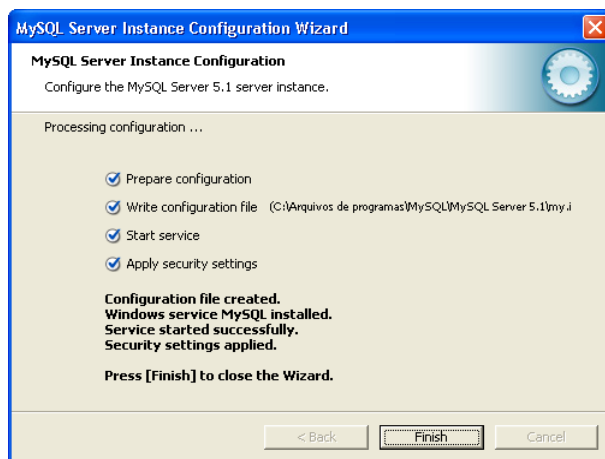 MySQL Server Instance Configuration Wizard
MySQL Server Instance Configuration
Configure the MySQL Server 5.1 server instance.
Processing configuration ...
Prepare configuration
Write configuration file (C:\Arquivos de programas\MySQL\MySQL Server 5.1\my.i
Start service
Apply security settings
Configuration file created.
Windows service MySQL installed.
Service started successfully.
Security settings applied.
Press [Finish] to close the Wizard.
< Back Finish Cancel